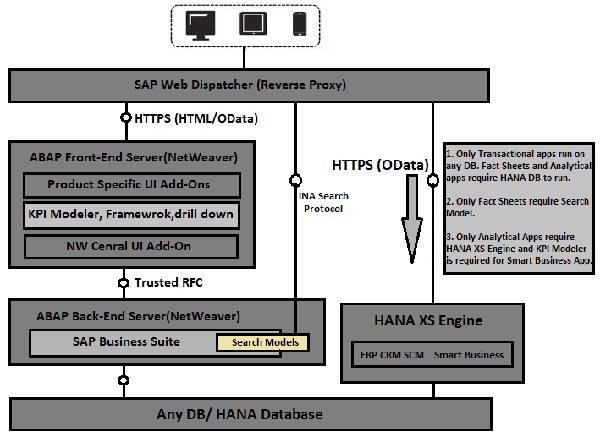 SAP Web Dispatcher (Reverse Proxy)
HTTPS (HTML/OData)
ABAP Front-End Server(NetWeaver)
Product Specific UI Add-Ons
KPI Modeler, Framewrok,drill down
NW Cenral UI Add-On
Trusted RFC
ABAP Back-End Server(NetWeaver)
SAP Business Suite
Search Models
INA Search
Protocol
HTTPS (OData)
1. Only Transactional apps run on
any DB. Fact Sheets and Analytical
apps require HANA DB to run.
2. Only Fact Sheets require Search
Model.
3. Only Analytical Apps require
HANA XS Engine and KPI Modeler
is required for Smart Business App.
HANA XS Engine
ERP CRM SCM Smart Business
Any DB/ HANA Database